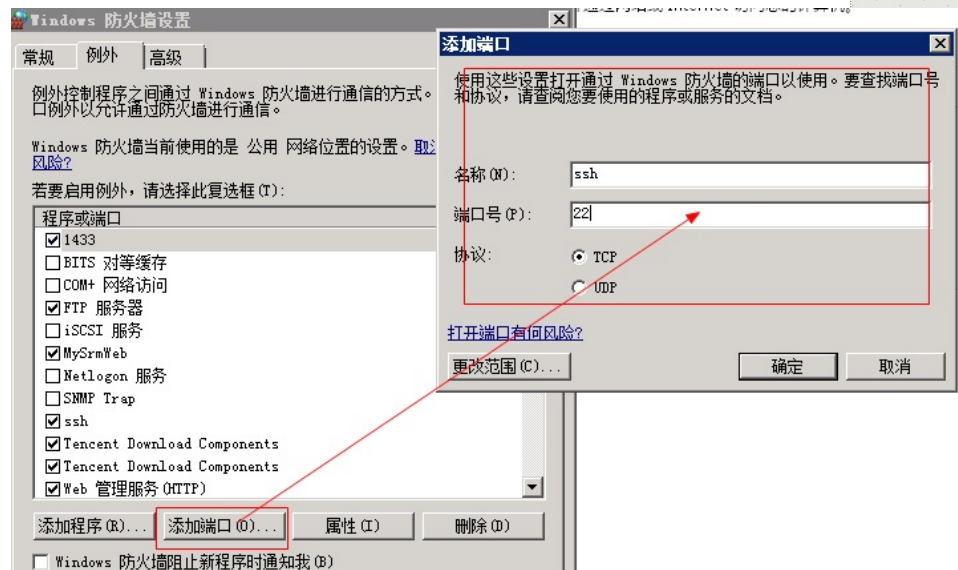 Windows 防火墙设置
常规 例外 高级
例外控制程序之间通过 Windows 防火墙进行通信的方式。
口例外以允许通过防火墙进行通信。
Windows 防火墙当前使用的是 公用 网络位置的设置。
风险?
若要启用例外，请选择此复选框(T):
程序或端口
1433
BITS 对等缓存
COM+ 网络访问
FTP 服务器
iSCSI 服务
MySrmWeb
Netlogon 服务
SNMP Trap
ssh
Tencent Download Components
Tencent Download Components
Web 管理服务(HTTP)
添加程序(R)... 添加端口(O)... 属性(I) 删除(D)
Windows 防火墙阻止新程序时通知我(B)
添加端口
使用这些设置打开通过 Windows 防火墙的端口以使用。要查找端口号
和协议，请查阅您要使用的程序或服务的文档。
名称(N): ssh
端口号(P): 22
协议: TCP
UDP
打开端口有何风险?
更改范围(C)... 确定 取消